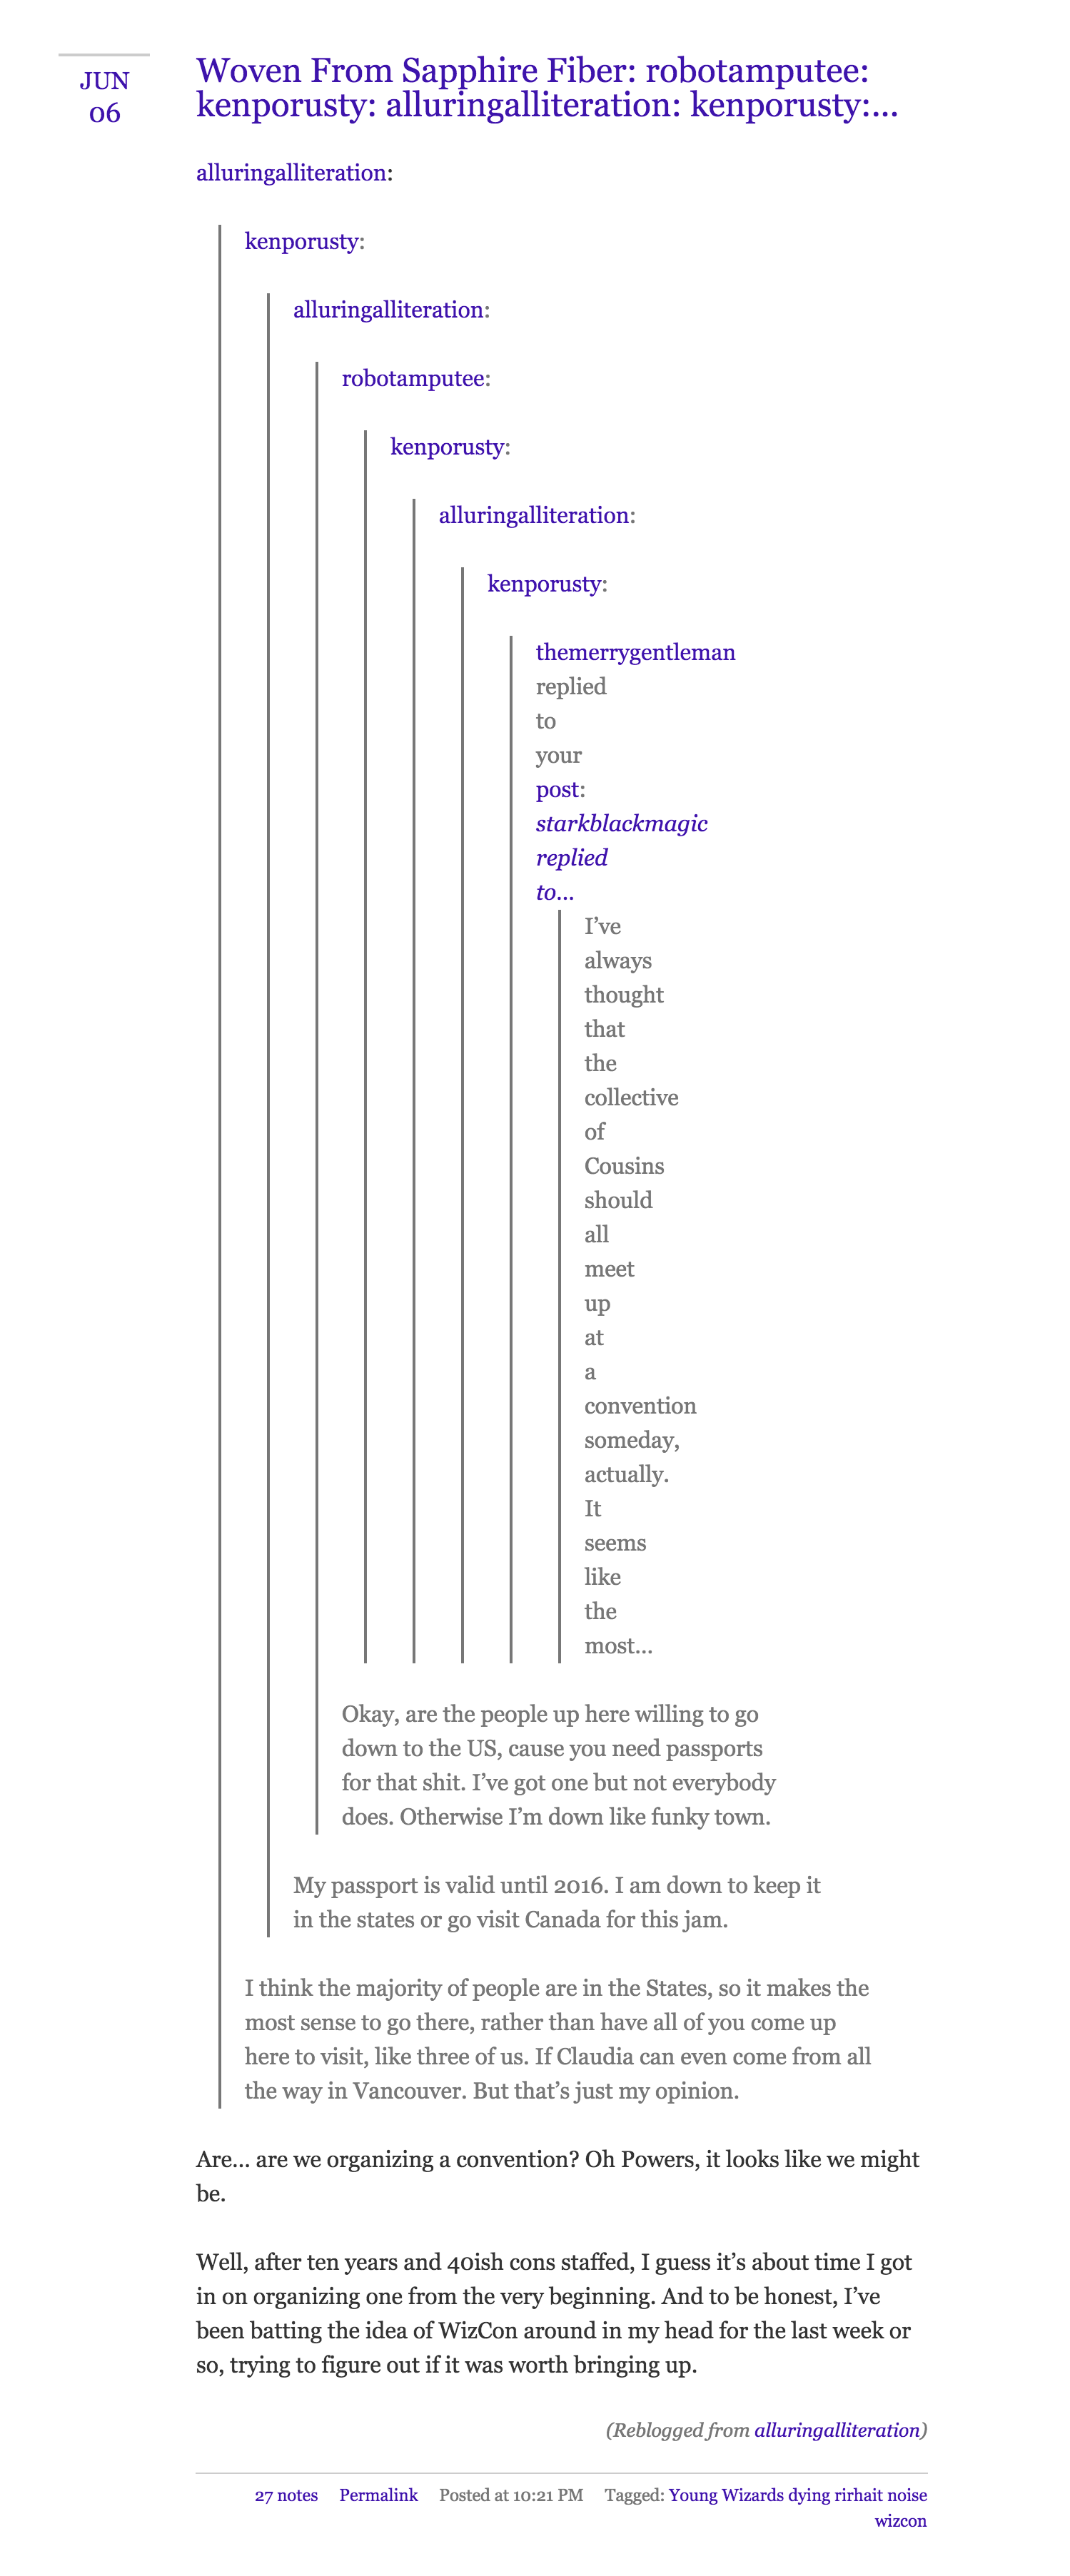 JUN
06
Woven From Sapphire Fiber: robotamputee:
kenporusty: alluringalliteration: kenporusty:...
alluringalliteration:
kenporusty:
alluringalliteration:
robotamputee:
kenporusty:
alluringalliteration:
kenporusty:
themerrygentleman
replied
to
your
post:
starkblackmagic
replied
to...
I’ve
always
thought
that
the
collective
of
Cousins
should
all
meet
up
at
a
convention
someday,
actually.
It
seems
like
the
most...
Okay, are the people up here willing to go
down to the US, cause you need passports
for that shit. I’ve got one but not everybody
does. Otherwise I’m down like funky town.
My passport is valid until 2016. I am down to keep it
in the states or go visit Canada for this jam.
I think the majority of people are in the States, so it makes the
most sense to go there, rather than have all of you come up
here to visit, like three of us. If Claudia can even come from all
the way in Vancouver. But that’s just my opinion.
Are... are we organizing a convention? Oh Powers, it looks like we might
be.
Well, after ten years and 40ish cons staffed, I guess it’s about time I got
in on organizing one from the very beginning. And to be honest, I’ve
been batting the idea of WizCon around in my head for the last week or
so, trying to figure out if it was worth bringing up.
(Reblogged from alluringalliteration)
27 notes Permalink Posted at 10:21 PM Tagged: Young Wizards dying rirhait noise
wizcon